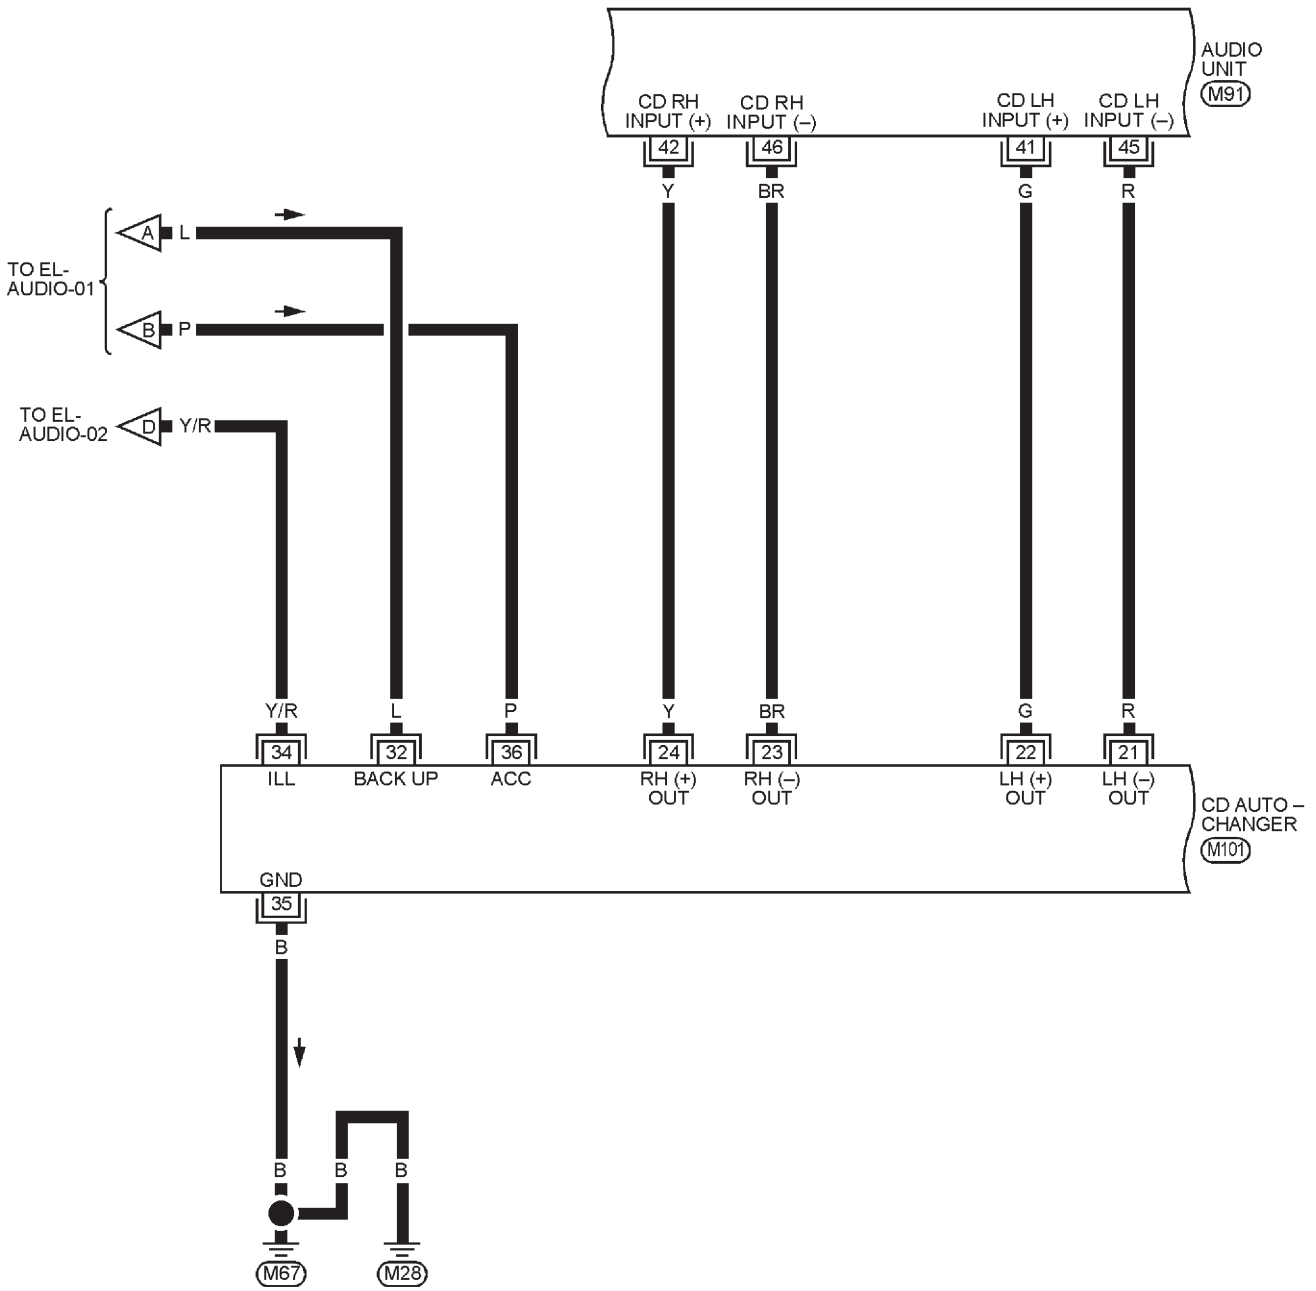 AUDIO
UNIT
M91
CD RH
INPUT (+)
CD RH
INPUT (–)
CD LH
INPUT (+)
CD LH
INPUT (–)
42
46
41
45
Y
BR
G
R
TO EL-
AUDIO-01
A
L
B
P
TO EL-
AUDIO-02
D
Y/R
Y/R
L
P
Y
BR
G
R
34
32
36
24
23
22
21
ILL
BACK UP
ACC
RH (+)
OUT
RH (–)
OUT
LH (+)
OUT
LH (–)
OUT
CD AUTO –
CHANGER
M101
GND
35
B
B
B
B
M67
M28